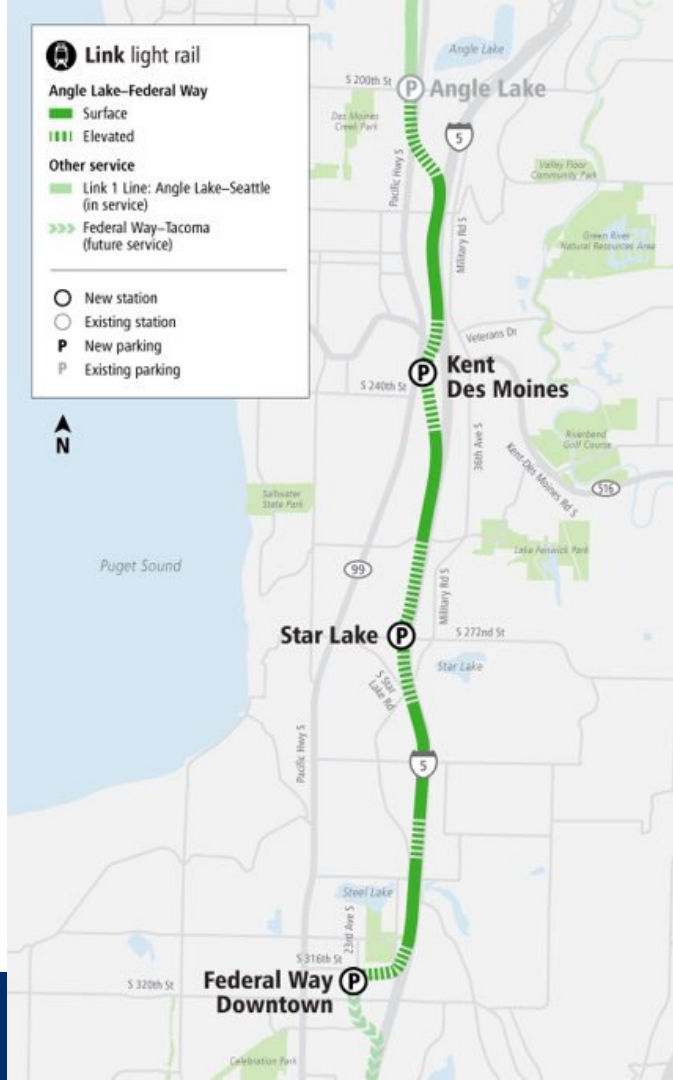 Link light rail
Angle Lake–Federal Way
Surface
Elevated
Other service
Link 1 Line: Angle Lake–Seattle
(in service)
Federal Way–Tacoma
(future service)
New station
Existing station
P New parking
P Existing parking
N
Angle Lake
S 200th St
P Angle Lake
Des Moines
Creek Park
5
Pacific Hwy S
Valley Floor
Community Park
Military Rd S
Green River
Natural Resources Area
Veterans Dr
P Kent
Des Moines
S 240th St
36th Ave S
Riverbend
Golf Course
Kent-Des Moines Rd S
516
Saltwater
State Park
Lake Fenwick Park
Puget Sound
99
Military Rd S
Star Lake P
S 272nd St
Star Lake
S Star
Lake Rd
Pacific Hwy S
5
Steel Lake
23rd Ave S
S 316th St
Federal Way P
Downtown
S 320th St
Celebration Park